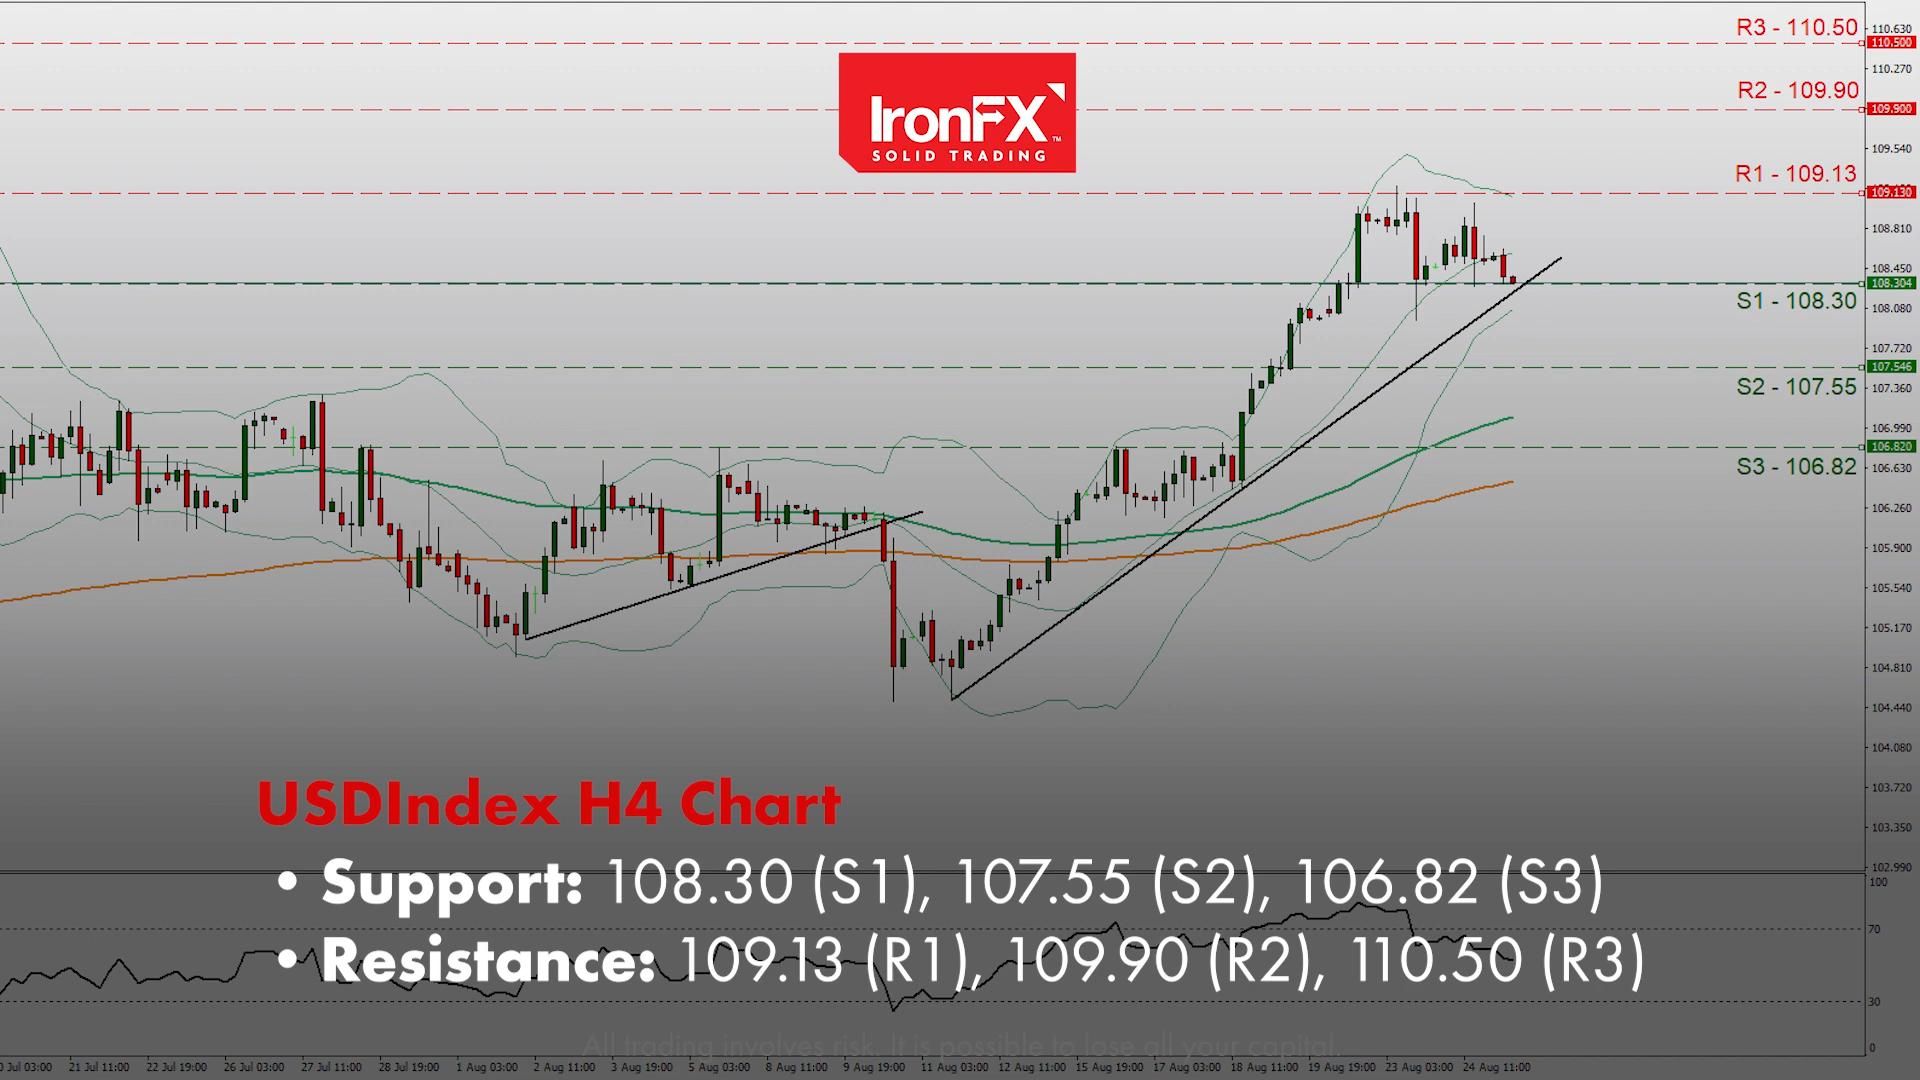 R3 - 110.50
110.630
110.500
110.270
R2 - 109.90
109.900
IronFX™
SOLID TRADING
109.540
R1 - 109.13
109.130
108.810
108.450
108.304
S1 - 108.30
108.080
107.720
107.546
S2 - 107.55
107.360
106.990
106.820
S3 - 106.82
106.630
106.260
105.900
105.540
105.170
104.810
104.440
104.080
103.720
103.350
102.990
USDIndex H4 Chart
• Support: 108.30 (S1), 107.55 (S2), 106.82 (S3)
• Resistance: 109.13 (R1), 109.90 (R2), 110.50 (R3)
100
70
30
0
All trading involves risk. It is possible to lose all your capital.
0 Jul 03:00 21 Jul 11:00 22 Jul 19:00 26 Jul 03:00 27 Jul 11:00 28 Jul 19:00 1 Aug 03:00 2 Aug 11:00 3 Aug 19:00 5 Aug 03:00 8 Aug 11:00 9 Aug 19:00 11 Aug 03:00 12 Aug 11:00 15 Aug 19:00 17 Aug 03:00 18 Aug 11:00 19 Aug 19:00 23 Aug 03:00 24 Aug 11:00